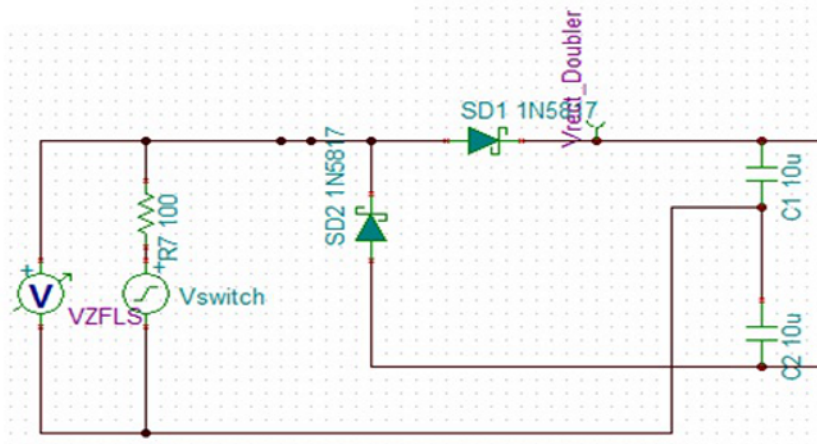 Vrect_Doubler
SD1 1N5817
SD2 1N5817
C1 10u
R7 100
+
+
V
VZFLS
Vswitch
C2 10u